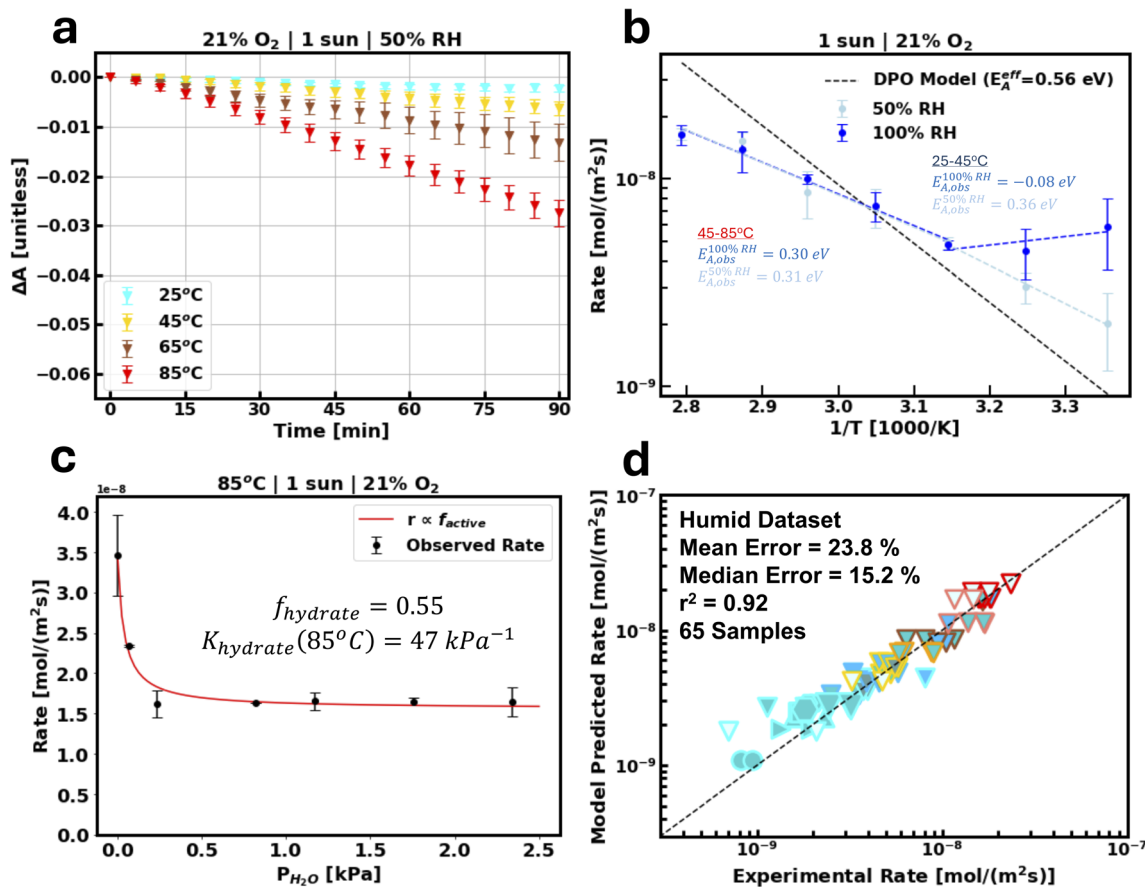 a
21% O₂ | 1 sun | 50% RH
ΔA [unitless]
0.00
−0.01
−0.02
−0.03
−0.04
−0.05
−0.06
25°C
45°C
65°C
85°C
0 15 30 45 60 75 90
Time [min]
b
1 sun | 21% O₂
Rate [mol/(m²s)]
10⁻⁸
10⁻⁹
DPO Model (E_A^eff=0.56 eV)
50% RH
100% RH
25-45°C
E_{A,obs}^{100% RH} = −0.08 eV
E_{A,obs}^{50% RH} = 0.36 eV
45-85°C
E_{A,obs}^{100% RH} = 0.30 eV
E_{A,obs}^{50% RH} = 0.31 eV
2.8 2.9 3.0 3.1 3.2 3.3
1/T [1000/K]
c
85°C | 1 sun | 21% O₂
1e−8
Rate [mol/(m²s)]
4.0
3.5
3.0
2.5
2.0
1.5
1.0
0.5
0.0
r ∝ f_active
Observed Rate
f_hydrate = 0.55
K_hydrate(85°C) = 47 kPa⁻¹
0.0 0.5 1.0 1.5 2.0 2.5
P_{H₂O} [kPa]
d
Model Predicted Rate [mol/(m²s)]
10⁻⁷
10⁻⁸
10⁻⁹
Humid Dataset
Mean Error = 23.8 %
Median Error = 15.2 %
r² = 0.92
65 Samples
10⁻⁹ 10⁻⁸ 10⁻⁷
Experimental Rate [mol/(m²s)]